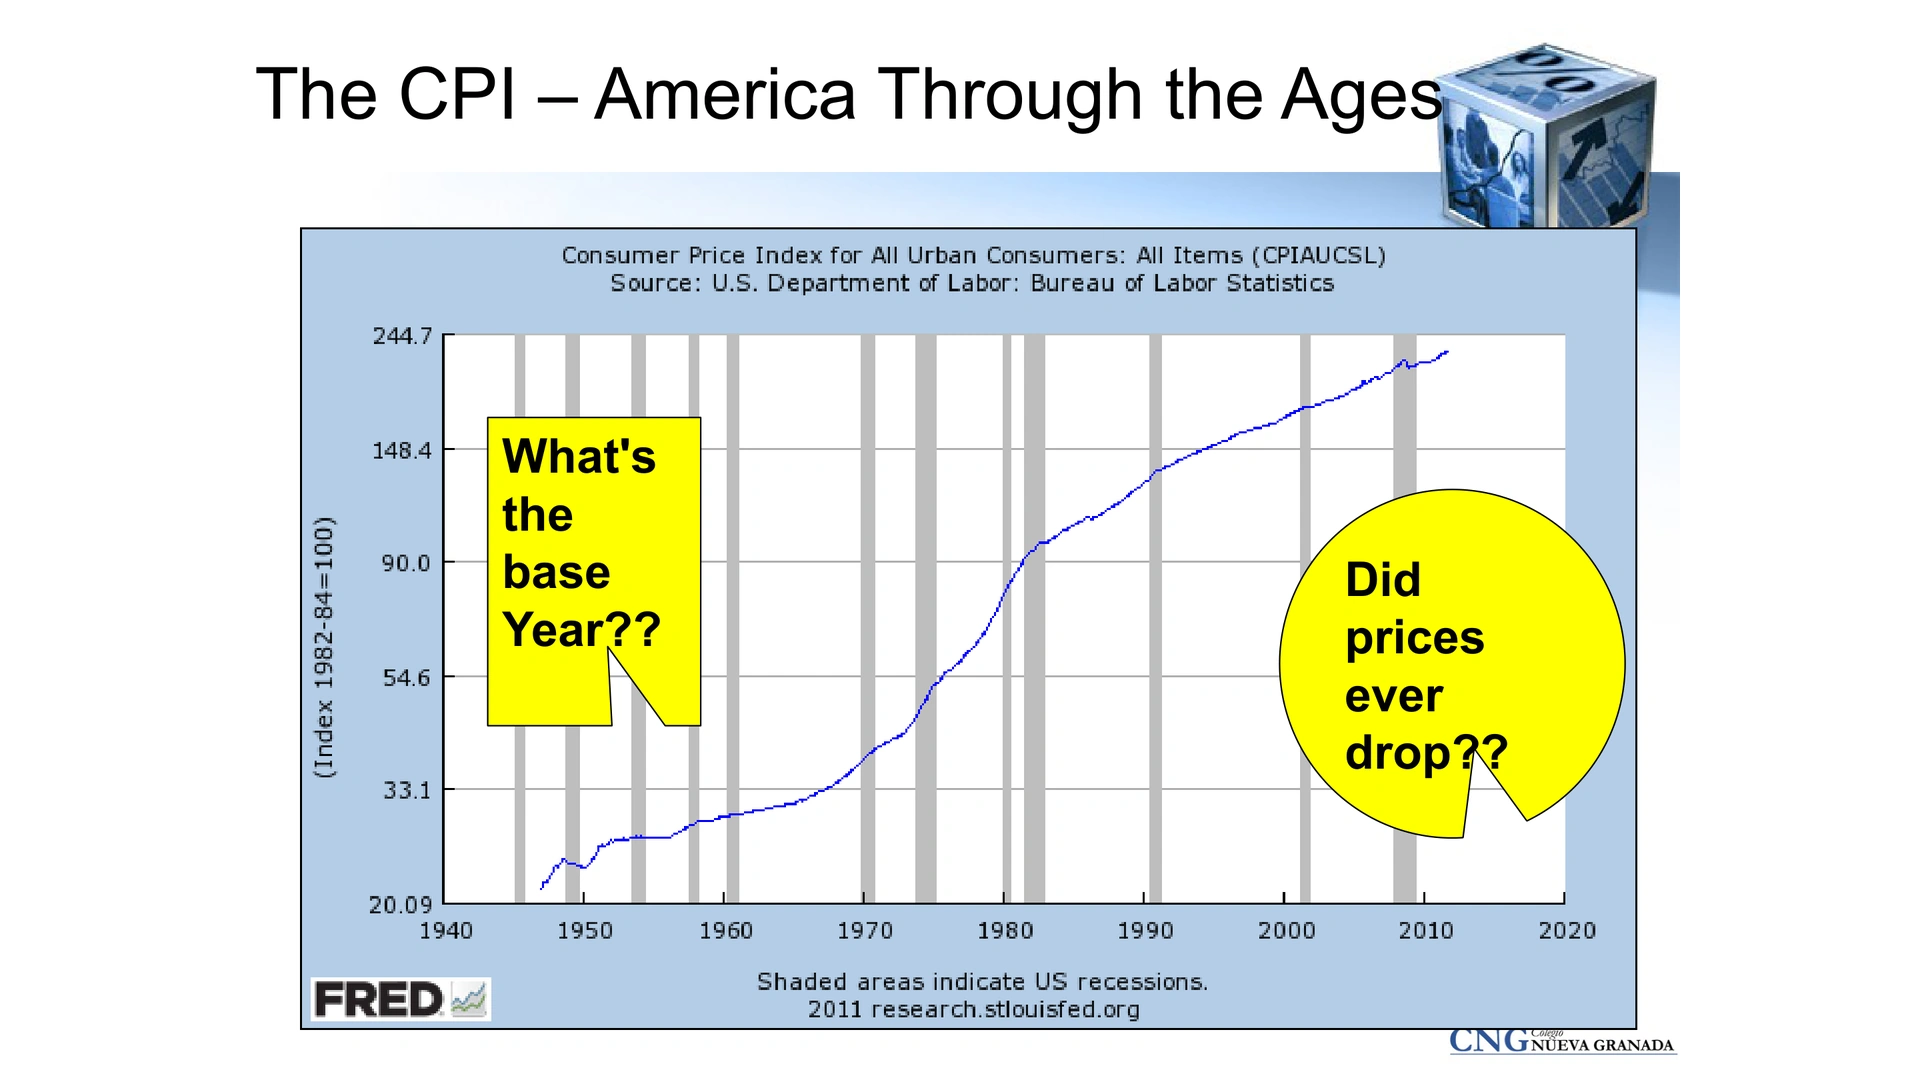 The CPI – America Through the Ages
%
Consumer Price Index for All Urban Consumers: All Items (CPIAUCSL)
Source: U.S. Department of Labor: Bureau of Labor Statistics
(Index 1982-84=100)
244.7
148.4
90.0
54.6
33.1
20.09
What's
the
base
Year??
Did
prices
ever
drop??
1940 1950 1960 1970 1980 1990 2000 2010 2020
Shaded areas indicate US recessions.
2011 research.stlouisfed.org
FRED
CNG Colegio
NUEVA GRANADA